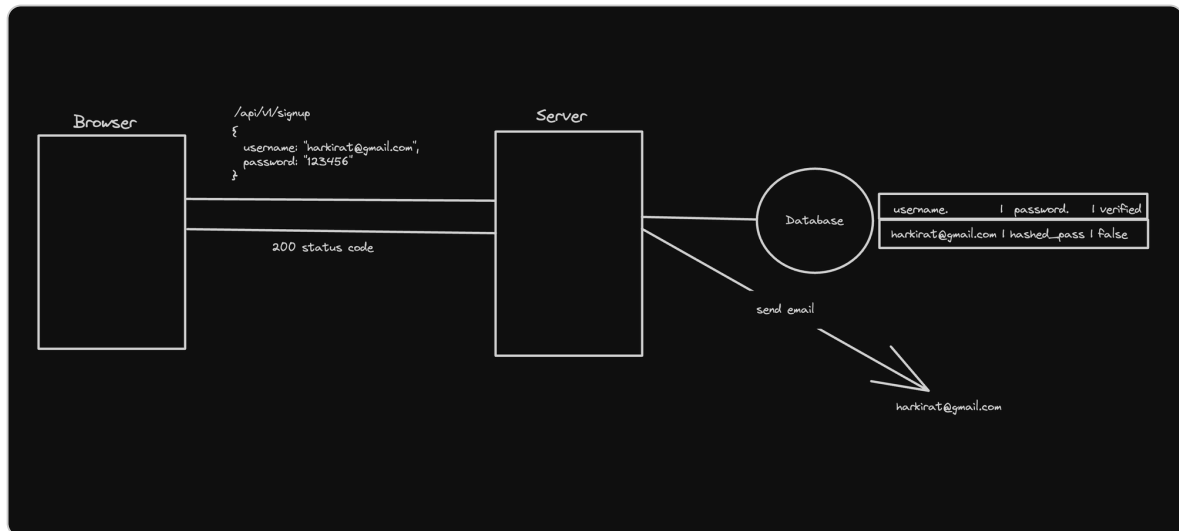 Browser
/api/v1/signup
{
username: "harkirat@gmail.com",
password: "123456"
}
200 status code
Server
Database
username. | password. | verified
harkirat@gmail.com | hashed_pass | false
send email
harkirat@gmail.com